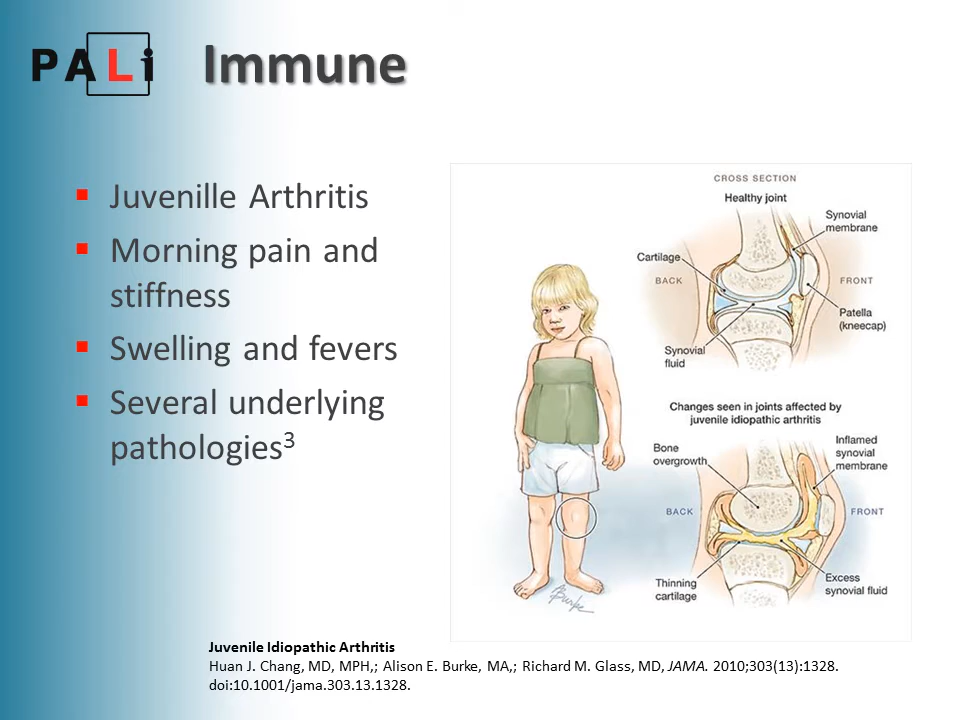 PALi
Immune
Juvenille Arthritis
Morning pain and
stiffness
Swelling and fevers
Several underlying
pathologies3
CROSS SECTION
Healthy joint
Synovial
membrane
Cartilage
BACK
FRONT
Patella
(kneecap)
Synovial
fluid
Changes seen in joints affected by
juvenile idiopathic arthritis
Bone
overgrowth
Inflamed
synovial
membrane
BACK
FRONT
Thinning
cartilage
Excess
synovial fluid
Burke
Juvenile Idiopathic Arthritis
Huan J. Chang, MD, MPH,; Alison E. Burke, MA,; Richard M. Glass, MD, JAMA. 2010;303(13):1328.
doi:10.1001/jama.303.13.1328.